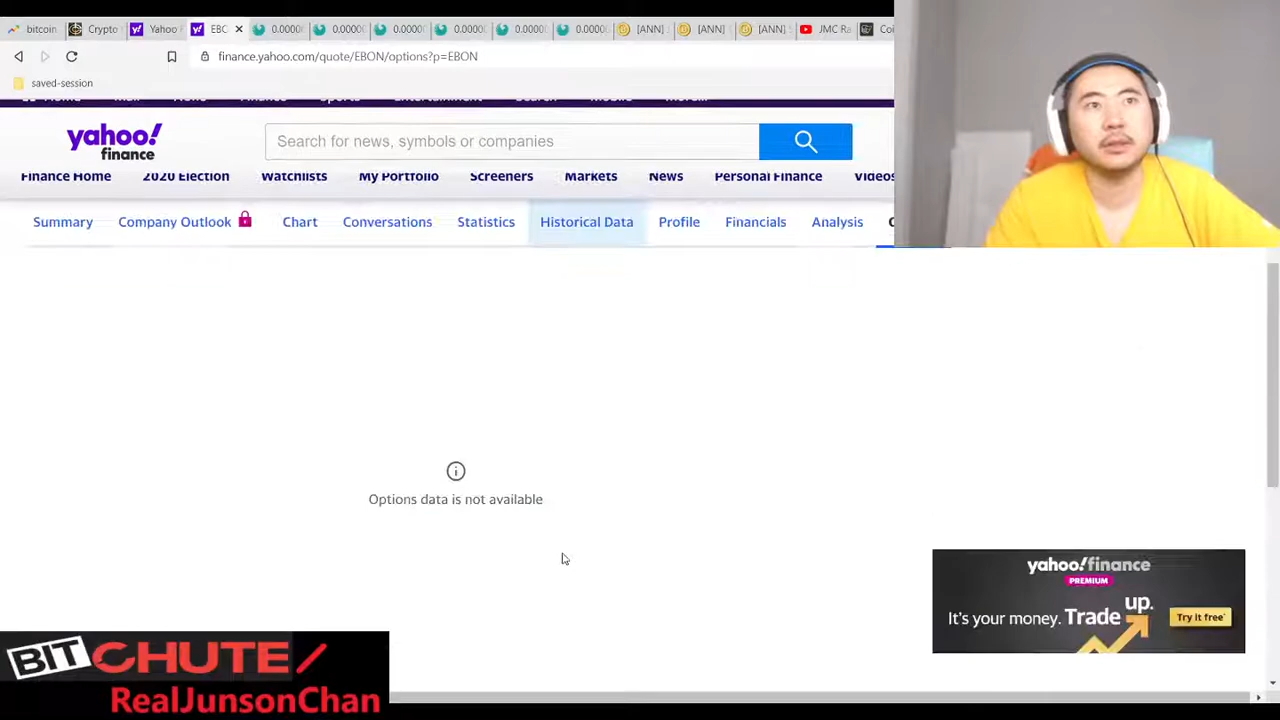 bitcoin
Crypto
Yahoo
EBC
0.0000
0.0000
0.0000
0.0000
0.0000
0.0000
[ANN]
[ANN]
[ANN]
JMC Ra
Coi
finance.yahoo.com/quote/EBON/options?p=EBON
saved-session
yahoo!
finance
Search for news, symbols or companies
Finance Home
2020 Election
Watchlists
My Portfolio
Screeners
Markets
News
Personal Finance
Videos
Summary
Company Outlook
Chart
Conversations
Statistics
Historical Data
Profile
Financials
Analysis
Options data is not available
yahoo!finance
PREMIUM
It's your money. Trade up.
Try it free*
BITCHUTE/
RealJunsonChan